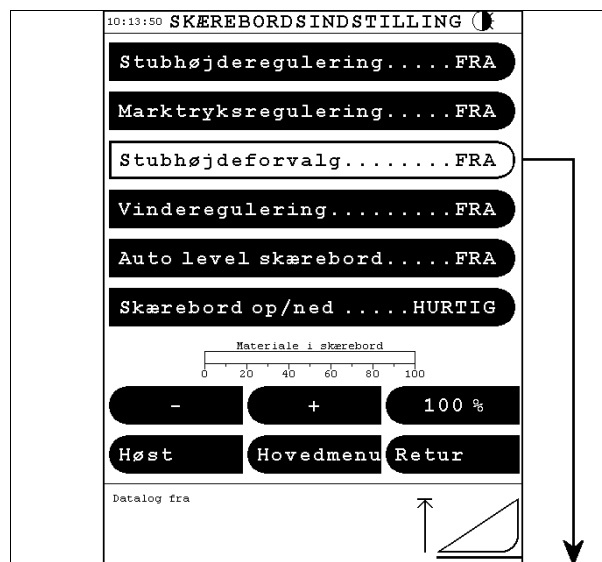 10:13:50 SKÆREBORDSINDSTILLING
Stubhøjderegulering.....FRA
Marktryksregulering.....FRA
Stubhøjdeforvalg........FRA
Vinderegulering.........FRA
Auto level skærebord....FRA
Skærebord op/ned .....HURTIG
Materiale i skærebord
0 20 40 60 80 100
- + 100 %
Høst Hovedmenu Retur
Datalog fra